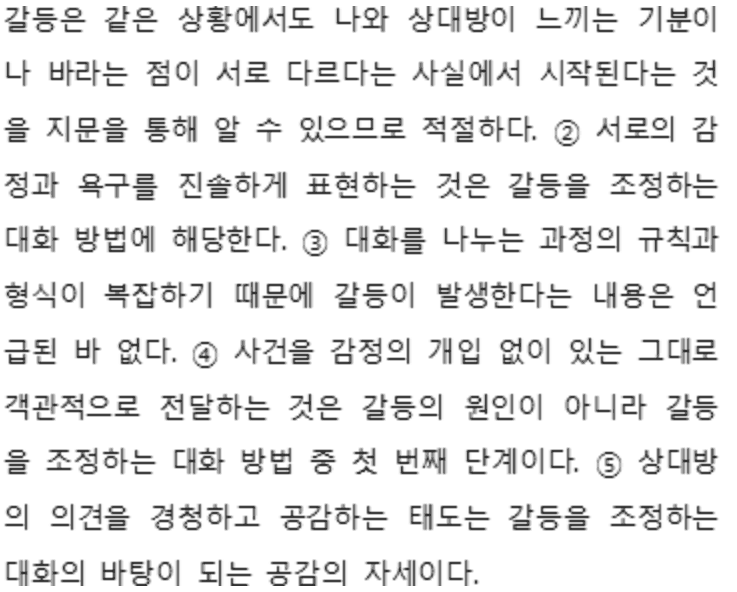 갈등은 같은 상황에서도 나와 상대방이 느끼는 기분이
나 바라는 점이 서로 다르다는 사실에서 시작된다는 것
을 지문을 통해 알 수 있으므로 적절하다. ② 서로의 감
정과 욕구를 진솔하게 표현하는 것은 갈등을 조정하는
대화 방법에 해당한다. ③ 대화를 나누는 과정의 규칙과
형식이 복잡하기 때문에 갈등이 발생한다는 내용은 언
급된 바 없다. ④ 사건을 감정의 개입 없이 있는 그대로
객관적으로 전달하는 것은 갈등의 원인이 아니라 갈등
을 조정하는 대화 방법 중 첫 번째 단계이다. ⑤ 상대방
의 의견을 경청하고 공감하는 태도는 갈등을 조정하는
대화의 바탕이 되는 공감의 자세이다.